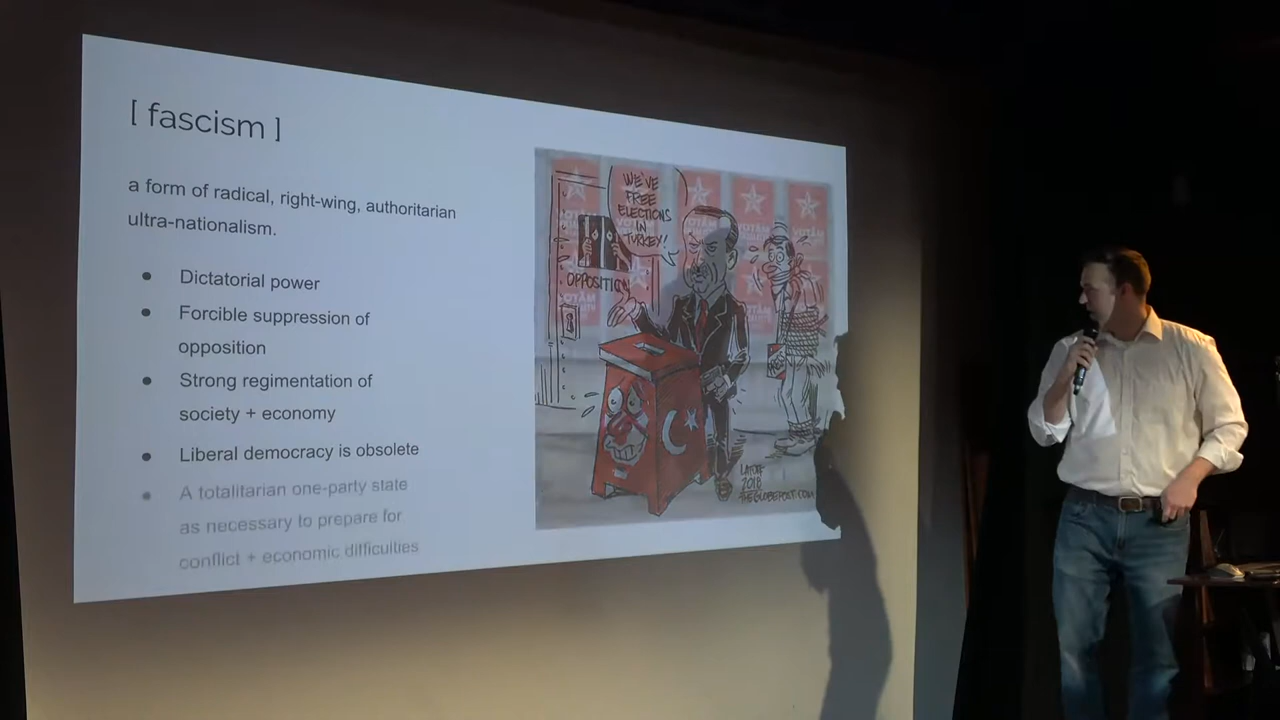 [ fascism ]
a form of radical, right-wing, authoritarian
ultra-nationalism.
Dictatorial power
Forcible suppression of
opposition
Strong regimentation of
society + economy
Liberal democracy is obsolete
A totalitarian one-party state
as necessary to prepare for
conflict + economic difficulties
WE'VE
FREE
ELECTIONS
IN
TURKEY!
OPPOSITION
LATUFF
2018
THEGLOBEPOST.COM